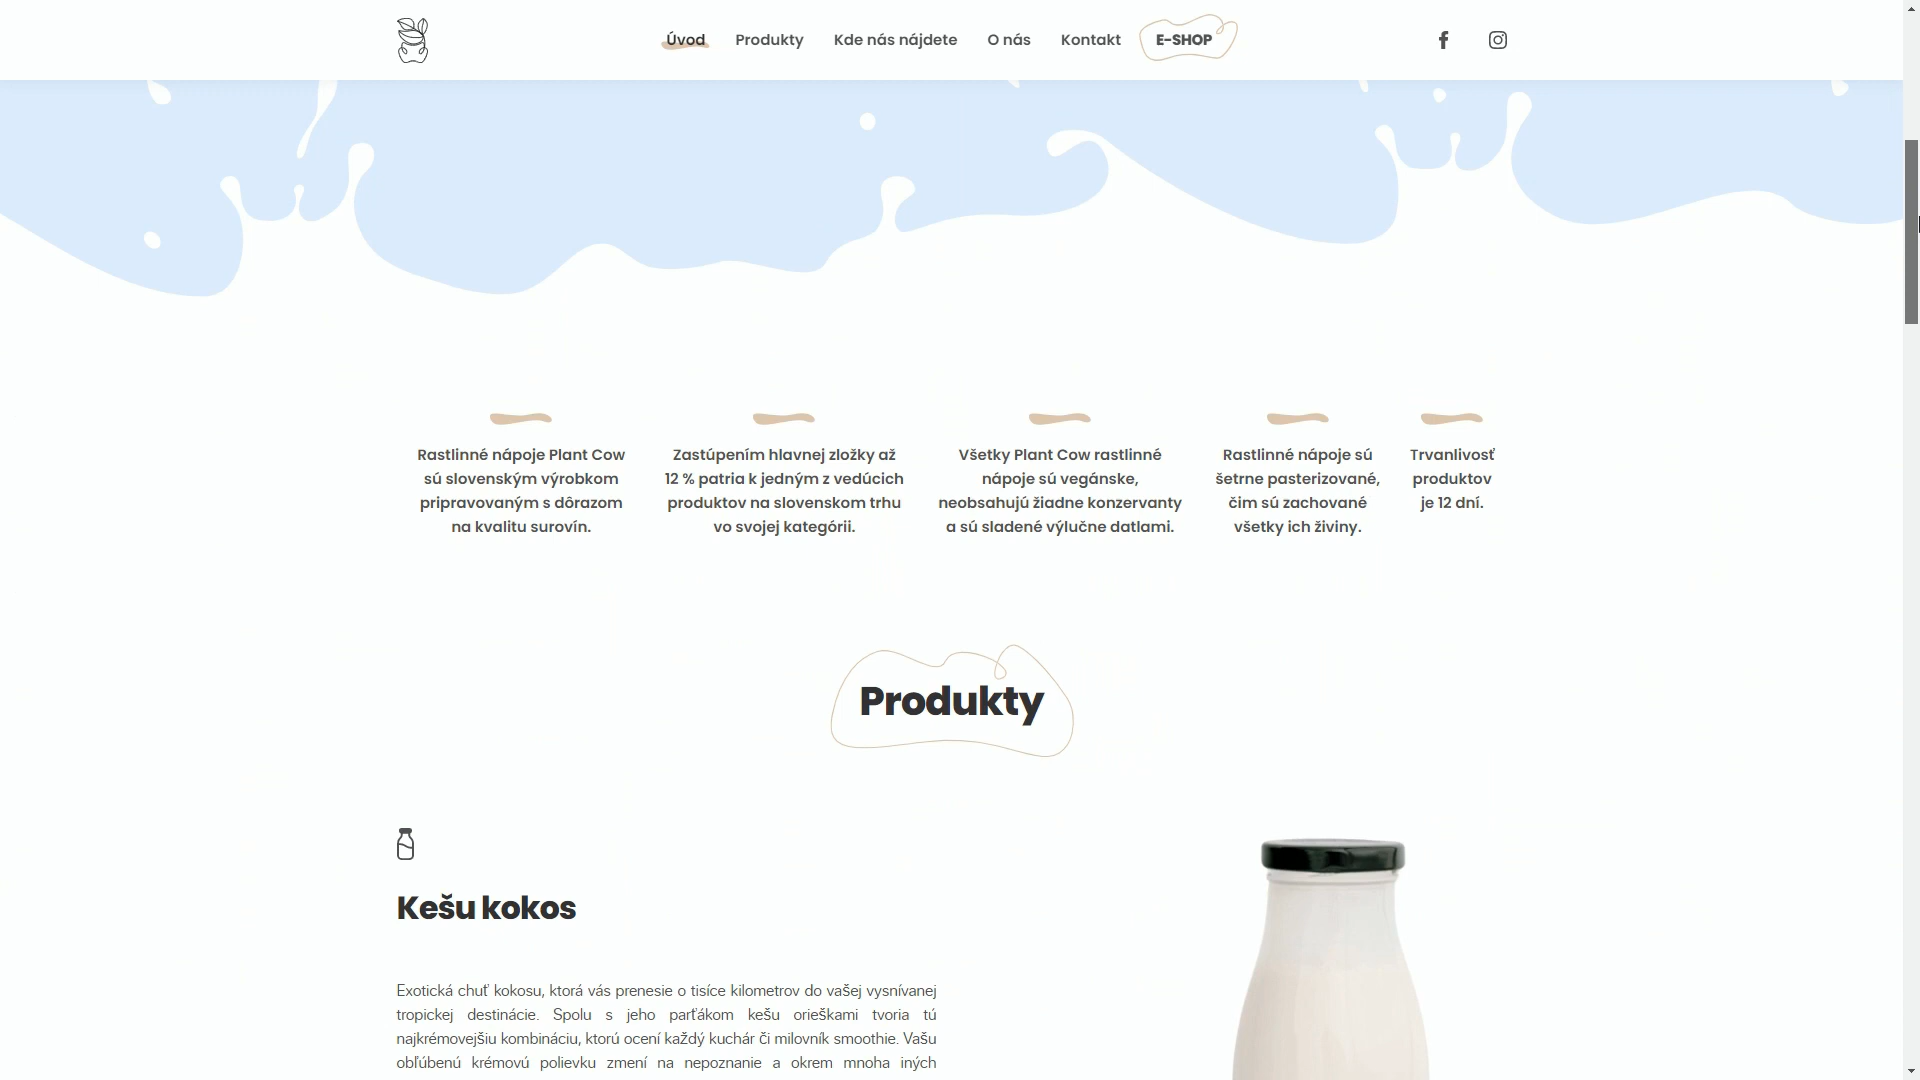 Úvod Produkty Kde nás nájdete O nás Kontakt E-SHOP
Rastlinné nápoje Plant Cow
sú slovenským výrobkom
pripravovaným s dôrazom
na kvalitu surovín.
Zastúpením hlavnej zložky až
12 % patria k jedným z vedúcich
produktov na slovenskom trhu
vo svojej kategórii.
Všetky Plant Cow rastlinné
nápoje sú vegánske,
neobsahujú žiadne konzervanty
a sú sladené výlučne datlami.
Rastlinné nápoje sú
šetrne pasterizované,
čim sú zachované
všetky ich živiny.
Trvanlivosť
produktov
je 12 dní.
Produkty
Kešu kokos
Exotická chuť kokosu, ktorá vás prenesie o tisíce kilometrov do vašej vysnívanej
tropickej destinácie. Spolu s jeho parťákom kešu orieškami tvoria tú
najkrémovejšiu kombináciu, ktorú ocení každý kuchár či milovník smoothie. Vašu
obľúbenú krémovú polievku zmení na nepoznanie a okrem mnoha iných